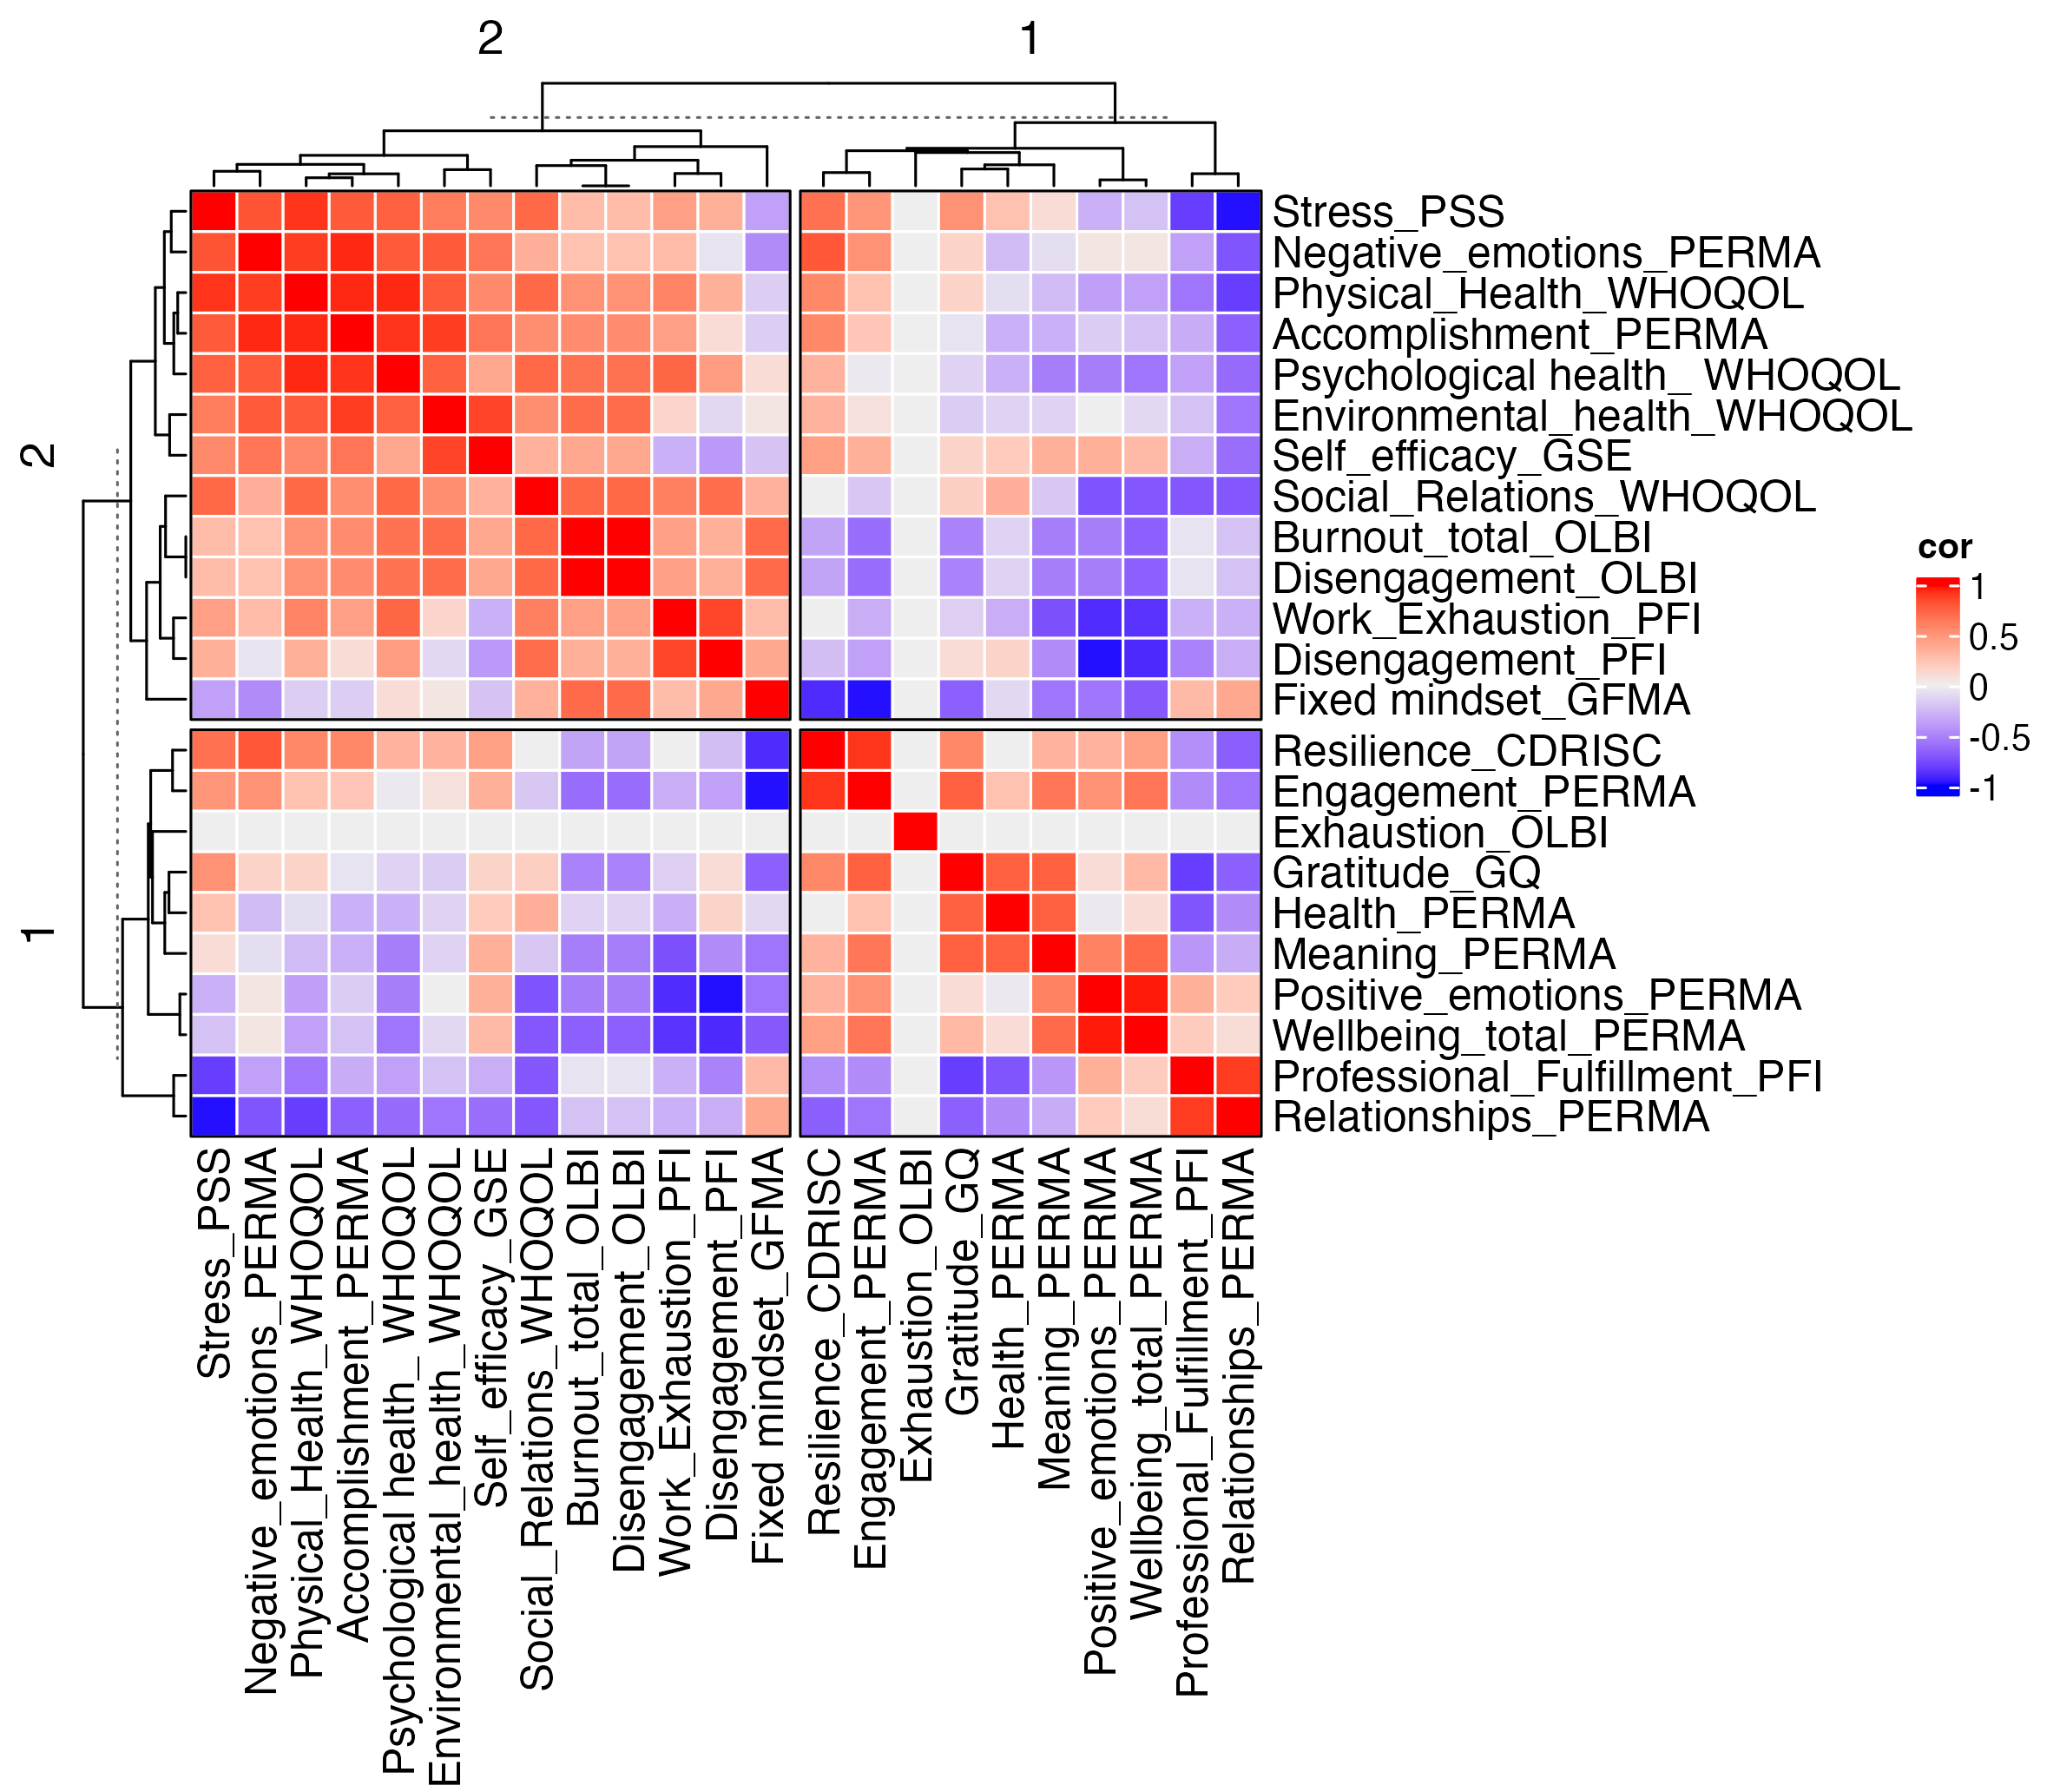 2
1
2
1
Stress_PSS
Negative_emotions_PERMA
Physical_Health_WHOQOL
Accomplishment_PERMA
Psychological health_ WHOQOL
Environmental_health_WHOQOL
Self_efficacy_GSE
Social_Relations_WHOQOL
Burnout_total_OLBI
Disengagement_OLBI
Work_Exhaustion_PFI
Disengagement_PFI
Fixed mindset_GFMA
Resilience_CDRISC
Engagement_PERMA
Exhaustion_OLBI
Gratitude_GQ
Health_PERMA
Meaning_PERMA
Positive_emotions_PERMA
Wellbeing_total_PERMA
Professional_Fulfillment_PFI
Relationships_PERMA
cor
1
0.5
0
-0.5
-1
Stress_PSS
Negative_emotions_PERMA
Physical_Health_WHOQOL
Accomplishment_PERMA
Psychological health_ WHOQOL
Environmental_health_WHOQOL
Self_efficacy_GSE
Social_Relations_WHOQOL
Burnout_total_OLBI
Disengagement_OLBI
Work_Exhaustion_PFI
Disengagement_PFI
Fixed mindset_GFMA
Resilience_CDRISC
Engagement_PERMA
Exhaustion_OLBI
Gratitude_GQ
Health_PERMA
Meaning_PERMA
Positive_emotions_PERMA
Wellbeing_total_PERMA
Professional_Fulfillment_PFI
Relationships_PERMA